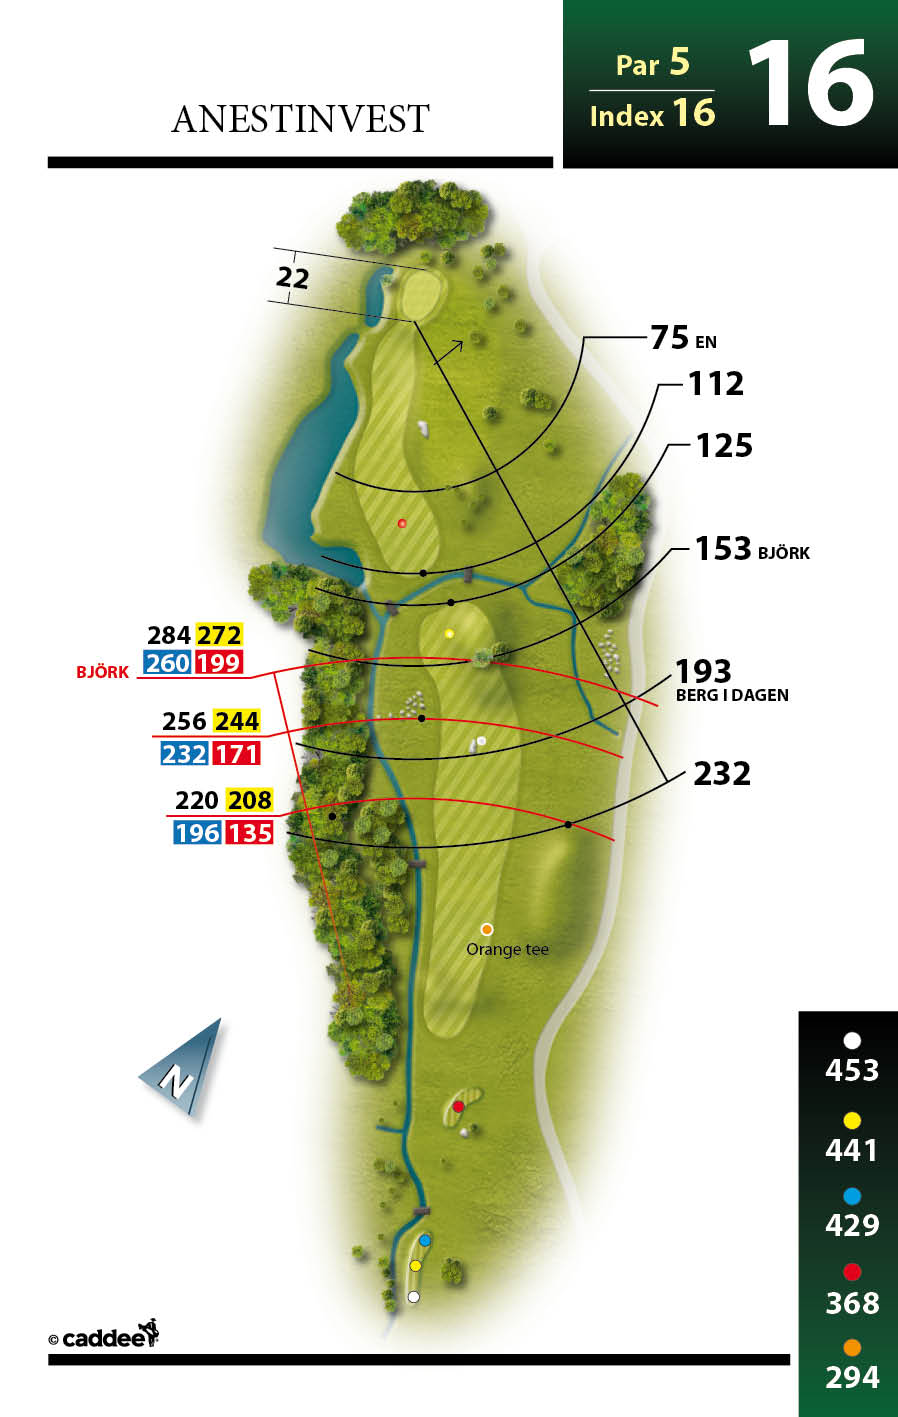 ANESTINVEST
Par 5
Index 16
16
22
75 EN
112
125
153 BJÖRK
193
BERG I DAGEN
232
284 272
260 199
BJÖRK
256 244
232 171
220 208
196 135
Orange tee
N
453
441
429
368
294
© caddee